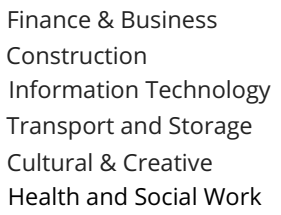 Finance & Business
Construction
Information Technology
Transport and Storage
Cultural & Creative
Health and Social Work